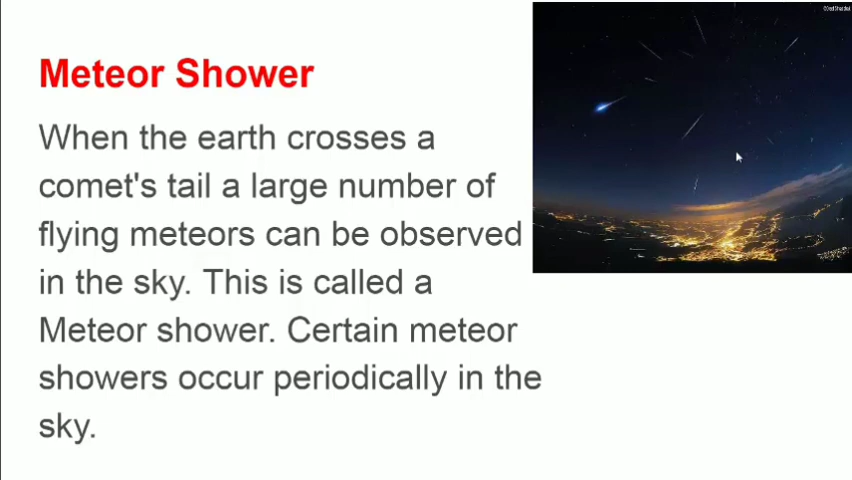 Meteor Shower
When the earth crosses a
comet's tail a large number of
flying meteors can be observed
in the sky. This is called a
Meteor shower. Certain meteor
showers occur periodically in the
sky.